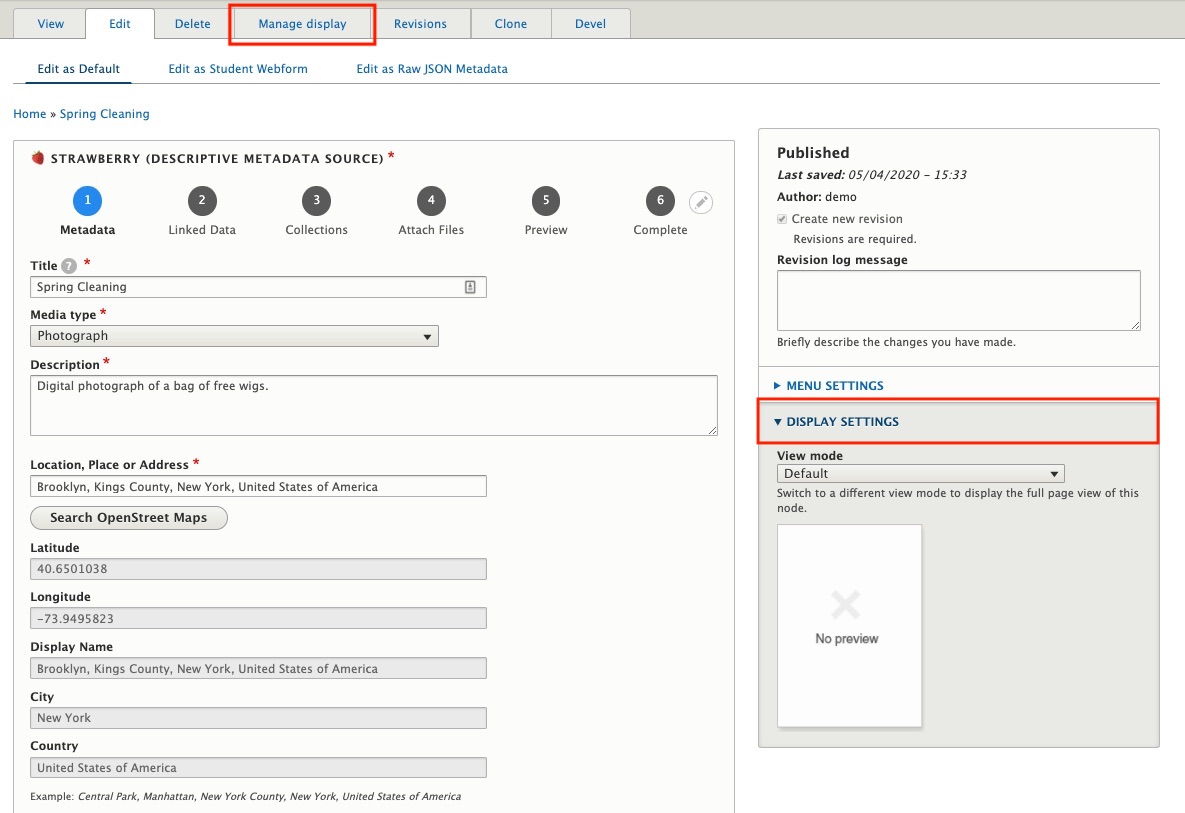 View Edit Delete Manage display Revisions Clone Devel
Edit as Default Edit as Student Webform Edit as Raw JSON Metadata
Home » Spring Cleaning
STRAWBERRY (DESCRIPTIVE METADATA SOURCE) *
1 2 3 4 5 6
Metadata Linked Data Collections Attach Files Preview Complete
Title ? *
Spring Cleaning
Media type *
Photograph
Description *
Digital photograph of a bag of free wigs.
Location, Place or Address *
Brooklyn, Kings County, New York, United States of America
Search OpenStreet Maps
Latitude
40.6501038
Longitude
-73.9495823
Display Name
Brooklyn, Kings County, New York, United States of America
City
New York
Country
United States of America
Example: Central Park, Manhattan, New York County, New York, United States of America
Published
Last saved: 05/04/2020 - 15:33
Author: demo
Create new revision
Revisions are required.
Revision log message
Briefly describe the changes you have made.
MENU SETTINGS
DISPLAY SETTINGS
View mode
Default
Switch to a different view mode to display the full page view of this
node.
No preview